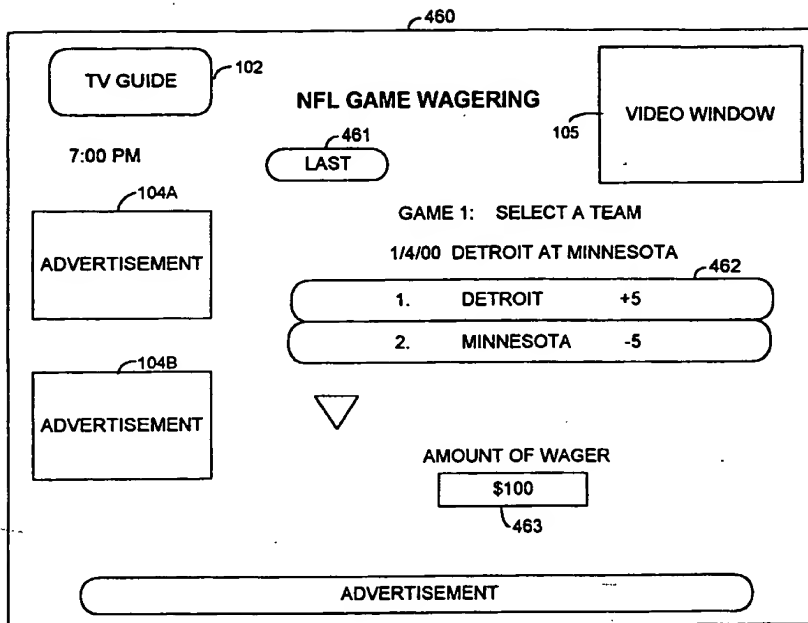 460
TV GUIDE
102
NFL GAME WAGERING
105
VIDEO WINDOW
7:00 PM
461
LAST
104A
ADVERTISEMENT
GAME 1: SELECT A TEAM
1/4/00 DETROIT AT MINNESOTA
462
1. DETROIT +5
2. MINNESOTA -5
104B
ADVERTISEMENT
AMOUNT OF WAGER
$100
463
ADVERTISEMENT